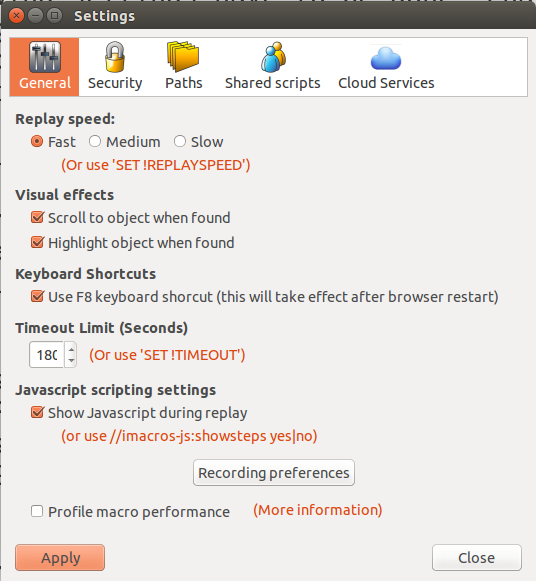 Settings
General Security Paths Shared scripts Cloud Services
Replay speed:
Fast Medium Slow
(Or use 'SET !REPLAYSPEED')
Visual effects
Scroll to object when found
Highlight object when found
Keyboard Shortcuts
Use F8 keyboard shorcut (this will take effect after browser restart)
Timeout Limit (Seconds)
180 (Or use 'SET !TIMEOUT')
Javascript scripting settings
Show Javascript during replay
(or use //imacros-js:showsteps yes|no)
Recording preferences
Profile macro performance (More information)
Apply Close